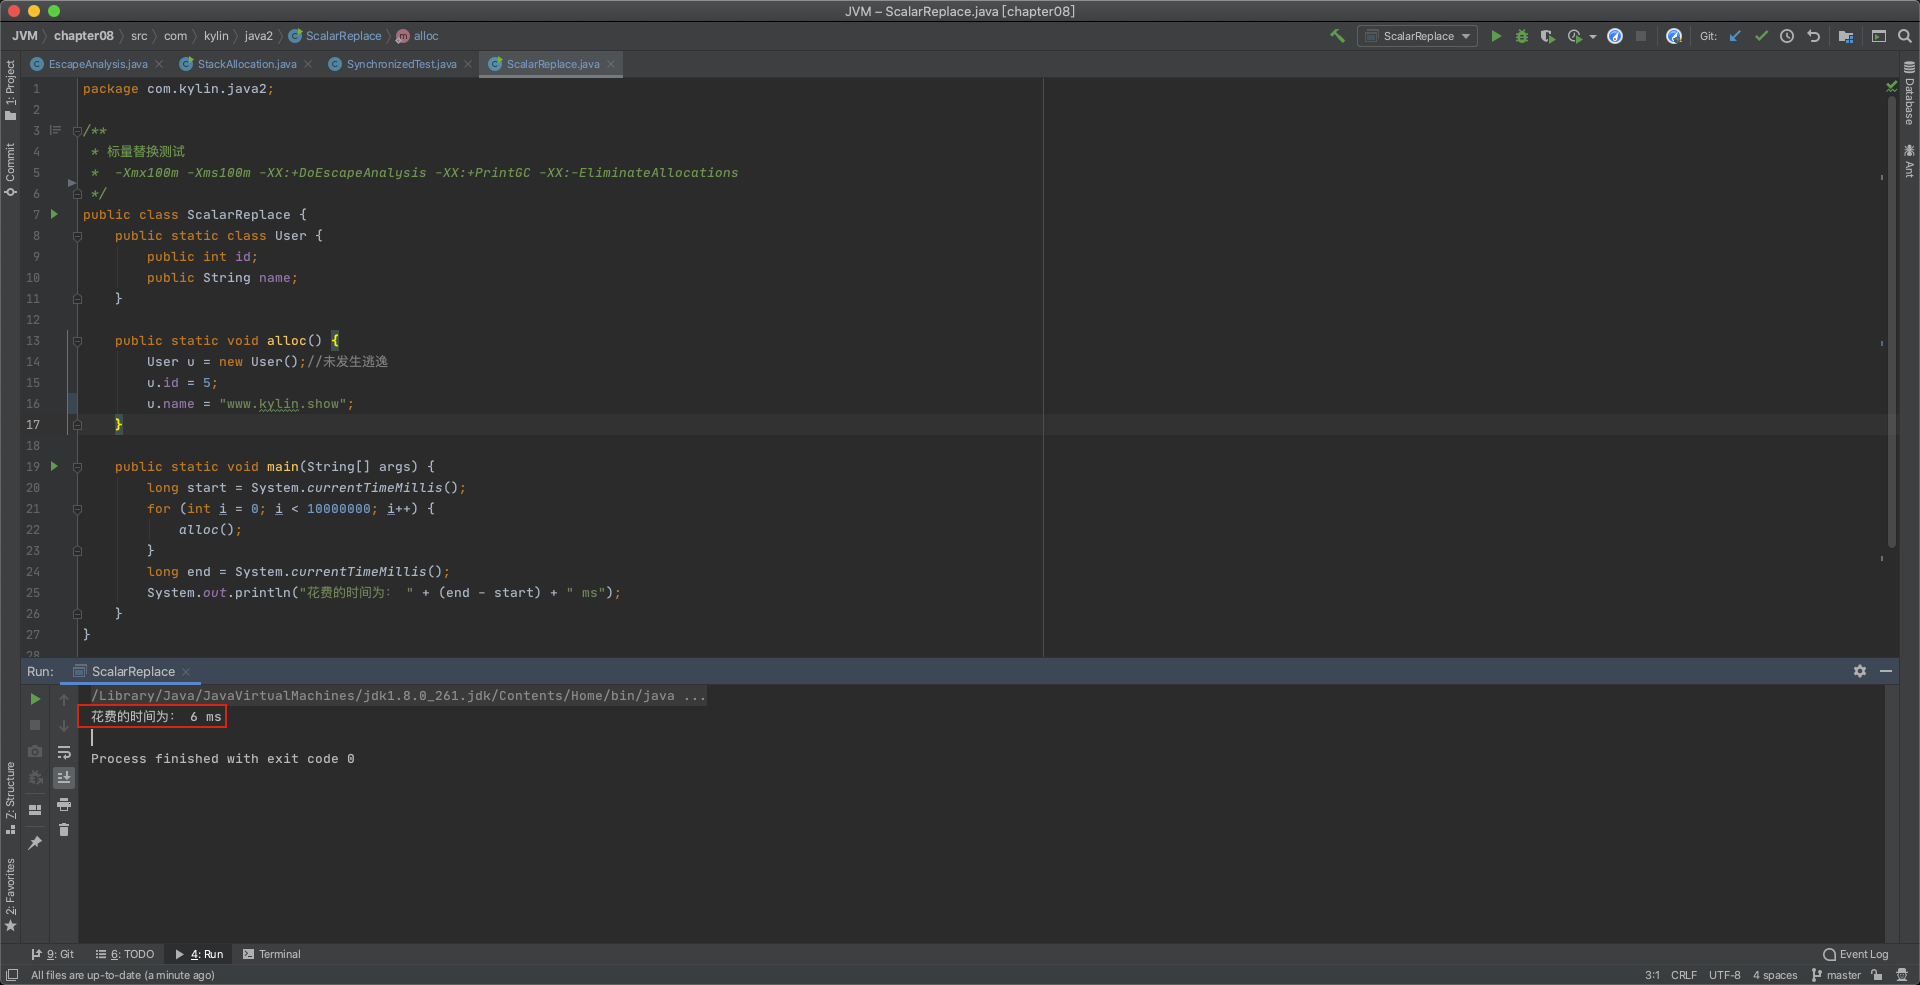 JVM – ScalarReplace.java [chapter08]
JVM chapter08 src com kylin java2 ScalarReplace alloc
ScalarReplace
Git:
EscapeAnalysis.java StackAllocation.java SynchronizedTest.java ScalarReplace.java
1: Project
Commit
Z: Structure
2: Favorites
Database
Ant
1 package com.kylin.java2;
2
3 /**
4 * 标量替换测试
5 * -Xmx100m -Xms100m -XX:+DoEscapeAnalysis -XX:+PrintGC -XX:-EliminateAllocations
6 */
7 public class ScalarReplace {
8 public static class User {
9 public int id;
10 public String name;
11 }
12
13 public static void alloc() {
14 User u = new User();//未发生逃逸
15 u.id = 5;
16 u.name = "www.kylin.show";
17 }
18
19 public static void main(String[] args) {
20 long start = System.currentTimeMillis();
21 for (int i = 0; i < 10000000; i++) {
22 alloc();
23 }
24 long end = System.currentTimeMillis();
25 System.out.println("花费的时间为： " + (end - start) + " ms");
26 }
27 }
28
Run: ScalarReplace
/Library/Java/JavaVirtualMachines/jdk1.8.0_261.jdk/Contents/Home/bin/java ...
花费的时间为： 6 ms
Process finished with exit code 0
9: Git 6: TODO 4: Run Terminal Event Log
All files are up-to-date (a minute ago) 3:1 CRLF UTF-8 4 spaces master